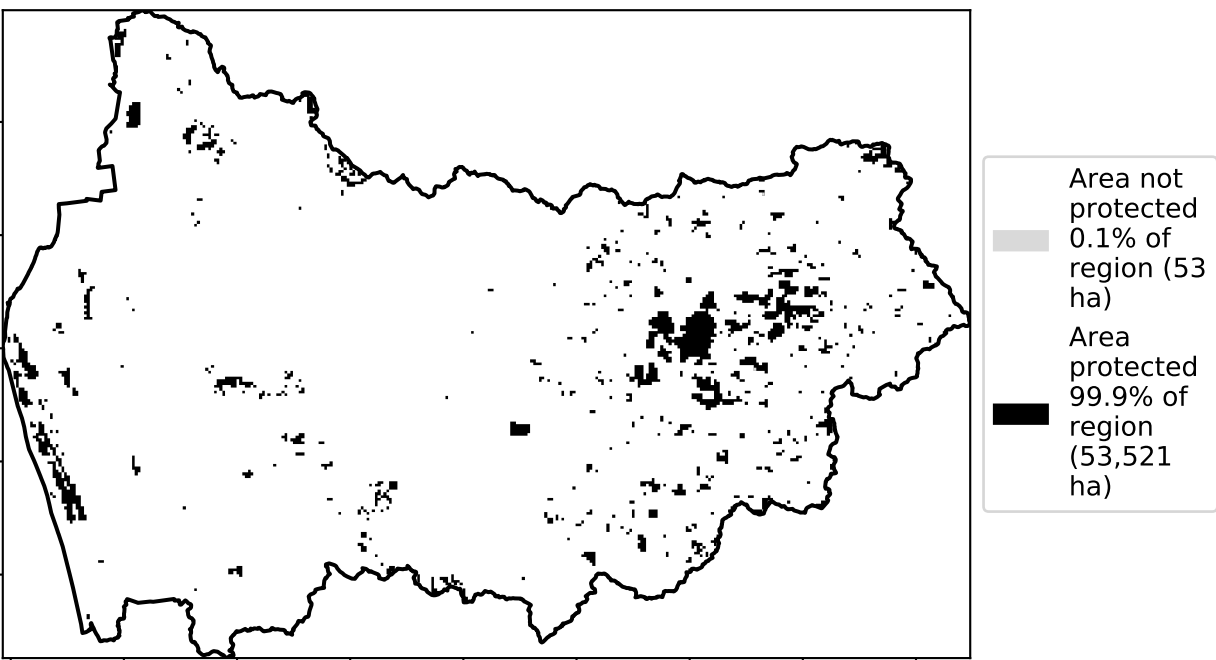 Area not
protected
0.1% of
region (53
ha)
Area
protected
99.9% of
region
(53,521
ha)